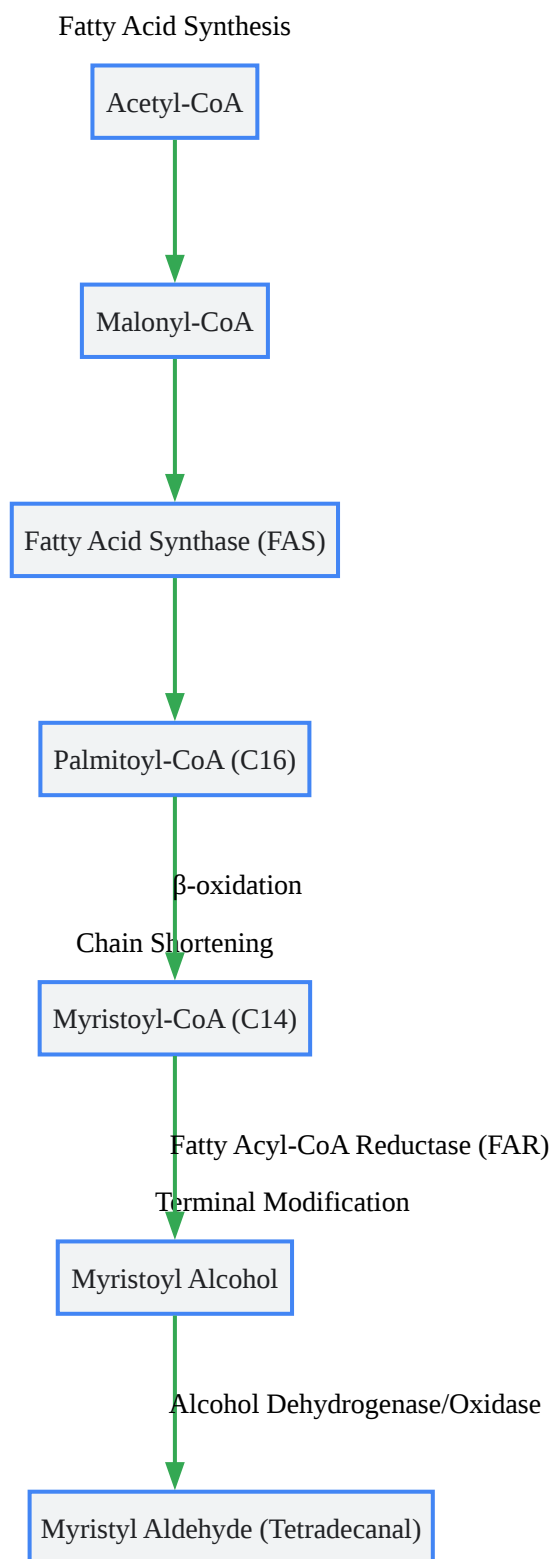 Fatty Acid Synthesis
Acetyl-CoA
Malonyl-CoA
Fatty Acid Synthase (FAS)
Palmitoyl-CoA (C16)
β-oxidation
Chain Shortening
Myristoyl-CoA (C14)
Fatty Acyl-CoA Reductase (FAR)
Terminal Modification
Myristoyl Alcohol
Alcohol Dehydrogenase/Oxidase
Myristyl Aldehyde (Tetradecanal)